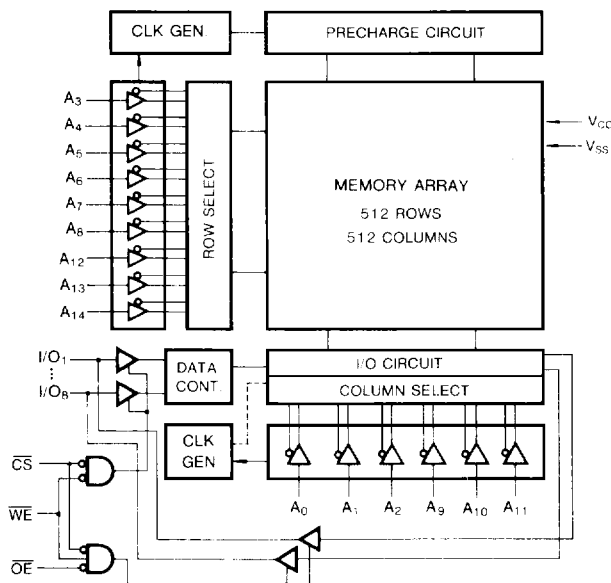 CLK GEN.
PRECHARGE CIRCUIT
A3
A4
A5
A6
A7
A8
A12
A13
A14
ROW SELECT
MEMORY ARRAY
512 ROWS
512 COLUMNS
VCC
VSS
I/O1
I/O8
DATA
CONT.
I/O CIRCUIT
COLUMN SELECT
CLK
GEN
A0
A1
A2
A9
A10
A11
CS
WE
OE